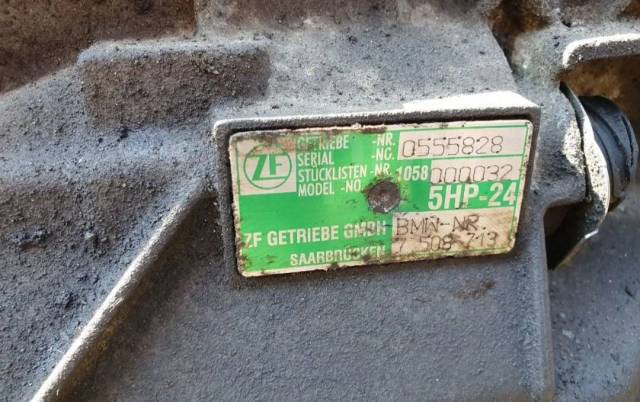 ZF
GETRIEBE -NR. 0555828
SERIAL -NO.
STÜCKLISTEN-NR. 1058 000032
MODEL -NO.
5HP-24
ZF GETRIEBE GMBH BMW-NR.
SAARBRÜCKEN 7 508 713